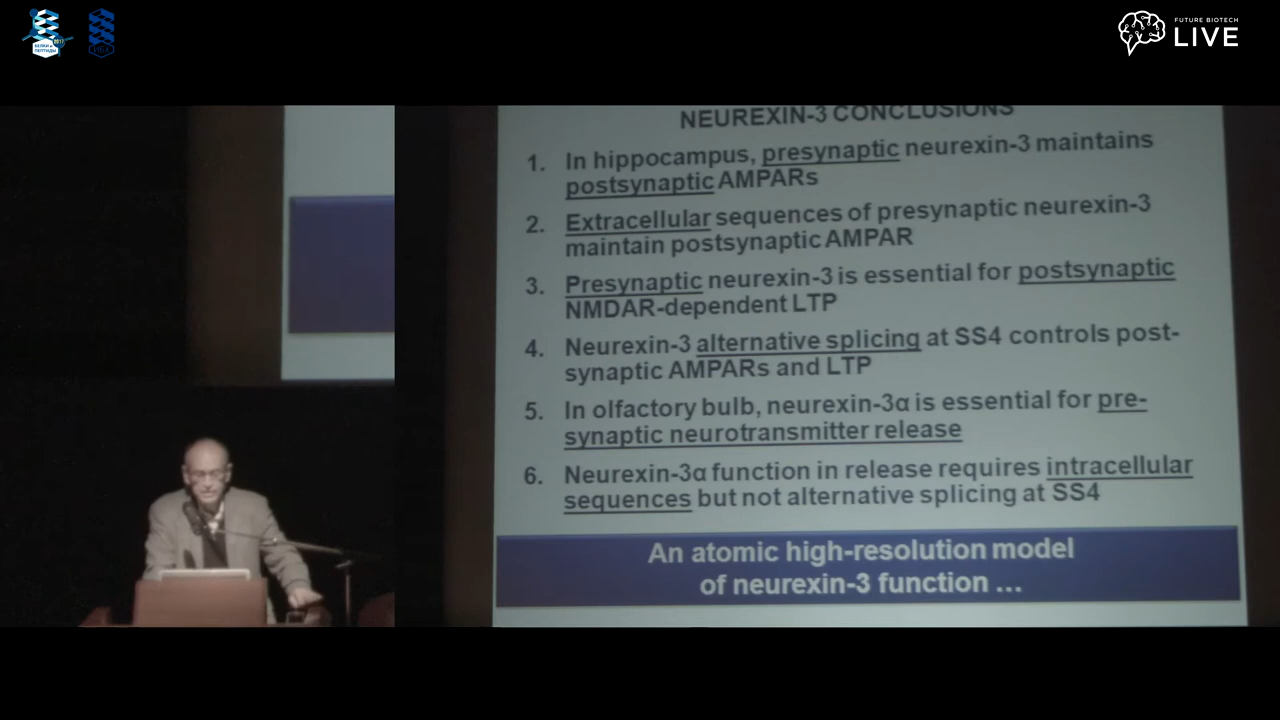 БЕЛКИ И
ПЕПТИДЫ
2017
ИБХ
FUTURE BIOTECH
LIVE
NEUREXIN-3 CONCLUSIONS
1. In hippocampus, presynaptic neurexin-3 maintains
postsynaptic AMPARs
2. Extracellular sequences of presynaptic neurexin-3
maintain postsynaptic AMPAR
3. Presynaptic neurexin-3 is essential for postsynaptic
NMDAR-dependent LTP
4. Neurexin-3 alternative splicing at SS4 controls post-
synaptic AMPARs and LTP
5. In olfactory bulb, neurexin-3α is essential for pre-
synaptic neurotransmitter release
6. Neurexin-3α function in release requires intracellular
sequences but not alternative splicing at SS4
An atomic high-resolution model
of neurexin-3 function ...